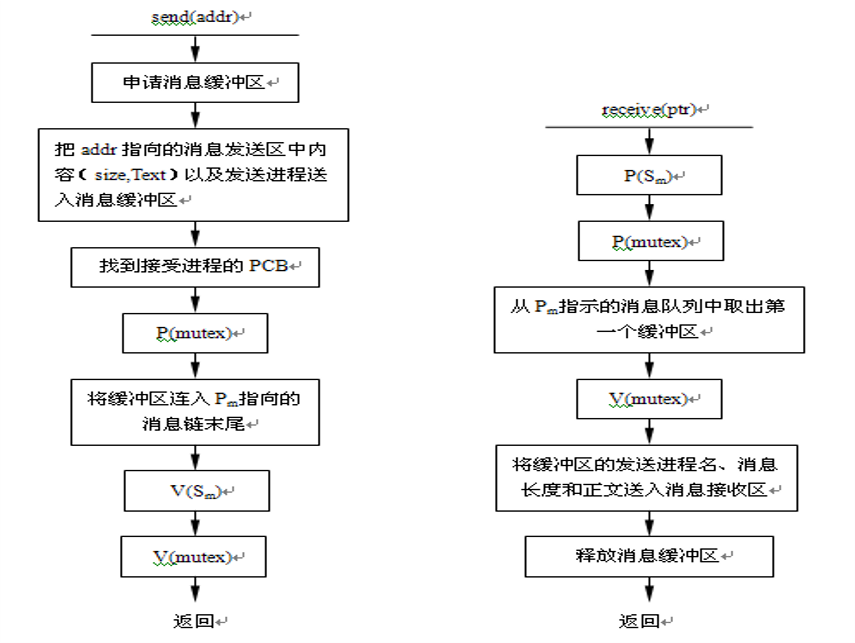 send(addr)↵
申请消息缓冲区↵
把 addr 指向的消息发送区中内
容（size,Text）以及发送进程送
入消息缓冲区↵
找到接受进程的 PCB↵
P(mutex)↵
将缓冲区连入 Pm指向的
消息链末尾↵
V(Sm)↵
V(mutex)↵
返回↵
receive(ptr)↵
P(Sm)↵
P(mutex)↵
从 Pm指示的消息队列中取出第
一个缓冲区↵
V(mutex)↵
将缓冲区的发送进程名、消息
长度和正文送入消息接收区↵
释放消息缓冲区↵
返回↵